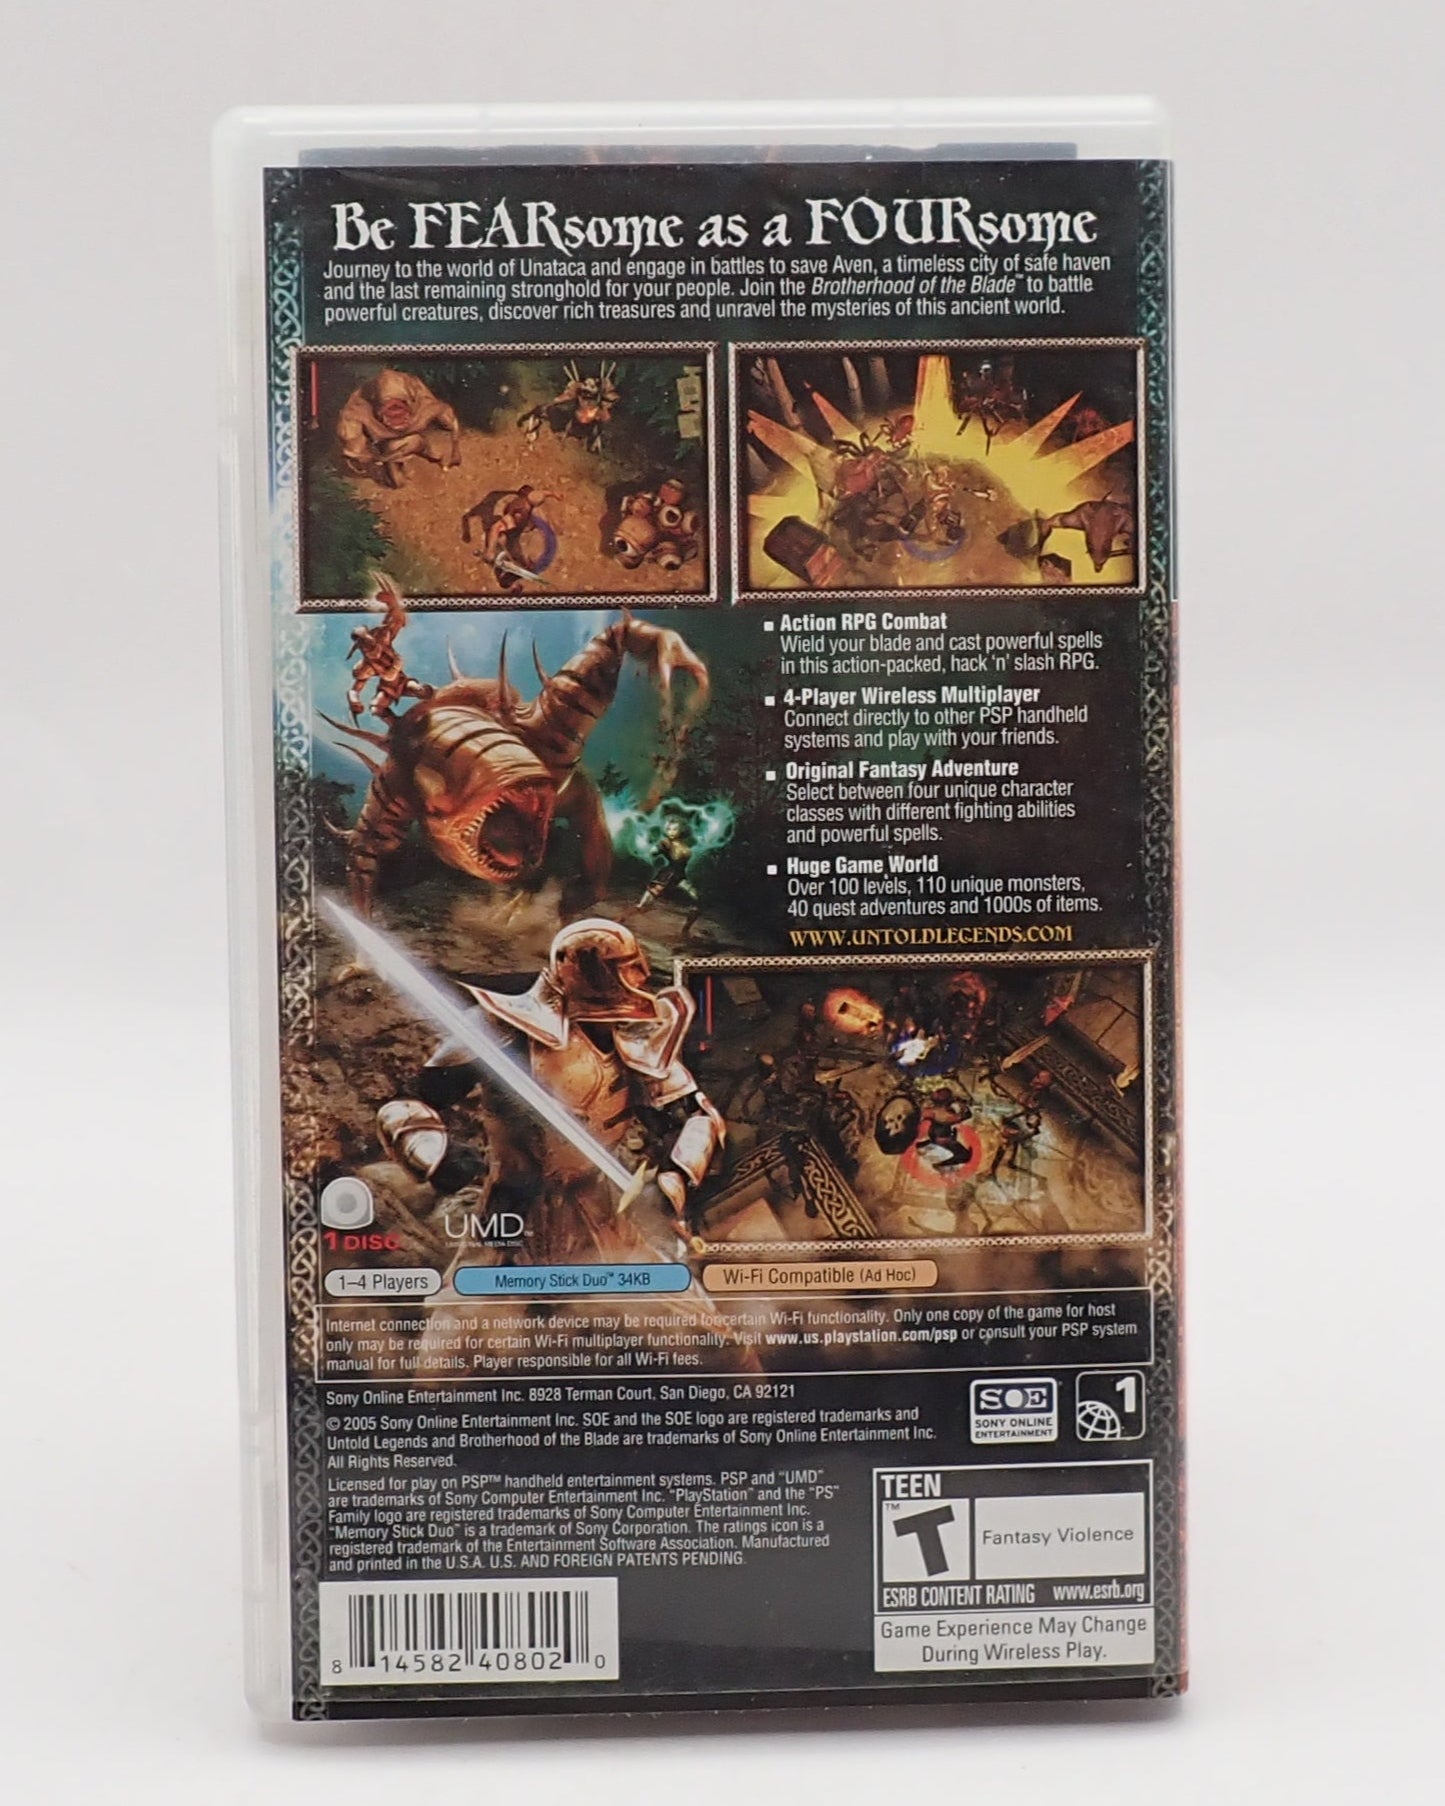 Be FEARsome as a FOURsome
Journey to the world of Unataca and engage in battles to save Aven, a timeless city of safe haven
and the last remaining stronghold for your people. Join the Brotherhood of the Blade™ to battle
powerful creatures, discover rich treasures and unravel the mysteries of this ancient world.
▪ Action RPG Combat
Wield your blade and cast powerful spells
in this action-packed, hack 'n' slash RPG.
▪ 4-Player Wireless Multiplayer
Connect directly to other PSP handheld
systems and play with your friends.
▪ Original Fantasy Adventure
Select between four unique character
classes with different fighting abilities
and powerful spells.
▪ Huge Game World
Over 100 levels, 110 unique monsters,
40 quest adventures and 1000s of items.
WWW.UNTOLDLEGENDS.COM
1 DISC
UMD™
1–4 Players
Memory Stick Duo™ 34KB
Wi-Fi Compatible (Ad Hoc)
Internet connection and a network device may be required for certain Wi-Fi functionality. Only one copy of the game for host
only may be required for certain Wi-Fi multiplayer functionality. Visit www.us.playstation.com/psp or consult your PSP system
manual for full details. Player responsible for all Wi-Fi fees.
Sony Online Entertainment Inc. 8928 Terman Court, San Diego, CA 92121
© 2005 Sony Online Entertainment Inc. SOE and the SOE logo are registered trademarks and
Untold Legends and Brotherhood of the Blade are trademarks of Sony Online Entertainment Inc.
All Rights Reserved.
SOE
SONY ONLINE
ENTERTAINMENT
1
Licensed for play on PSP™ handheld entertainment systems. PSP and "UMD"
are trademarks of Sony Computer Entertainment Inc. "PlayStation" and the "PS"
Family logo are registered trademarks of Sony Computer Entertainment Inc.
"Memory Stick Duo" is a trademark of Sony Corporation. The ratings icon is a
registered trademark of the Entertainment Software Association. Manufactured
and printed in the U.S.A. U.S. AND FOREIGN PATENTS PENDING.
TEEN
T™
Fantasy Violence
ESRB CONTENT RATING www.esrb.org
Game Experience May Change
During Wireless Play.
8 14582 40802 0